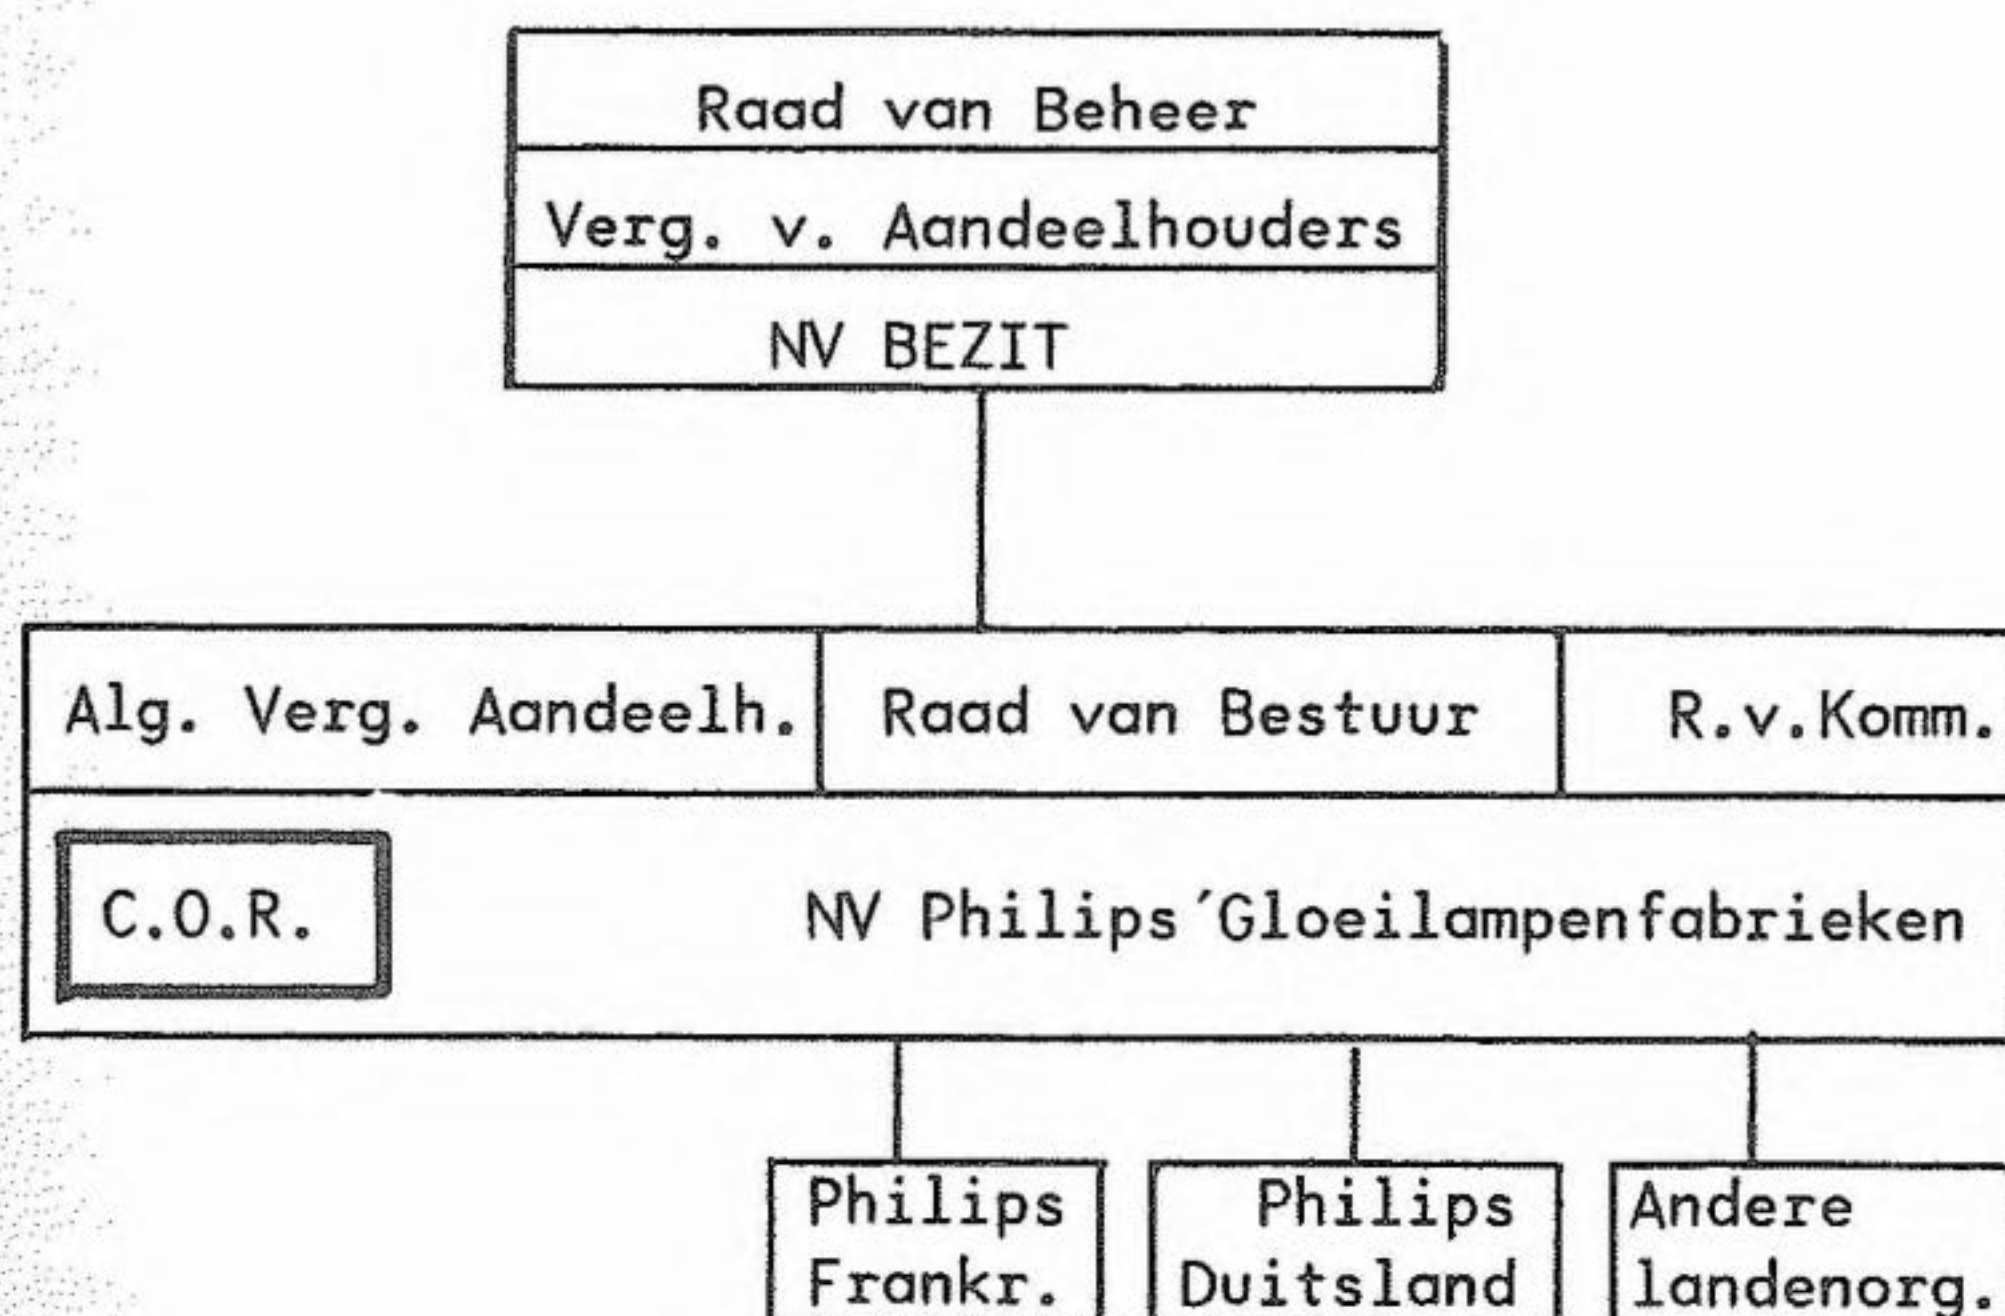 Raad van Beheer
Verg. v. Aandeelhouders
NV BEZIT
Alg. Verg. Aandeelh.
Raad van Bestuur
R.v.Komm.
C.O.R.
NV Philips´Gloeilampenfabrieken
Philips
Frankr.
Philips
Duitsland
Andere
landenorg.